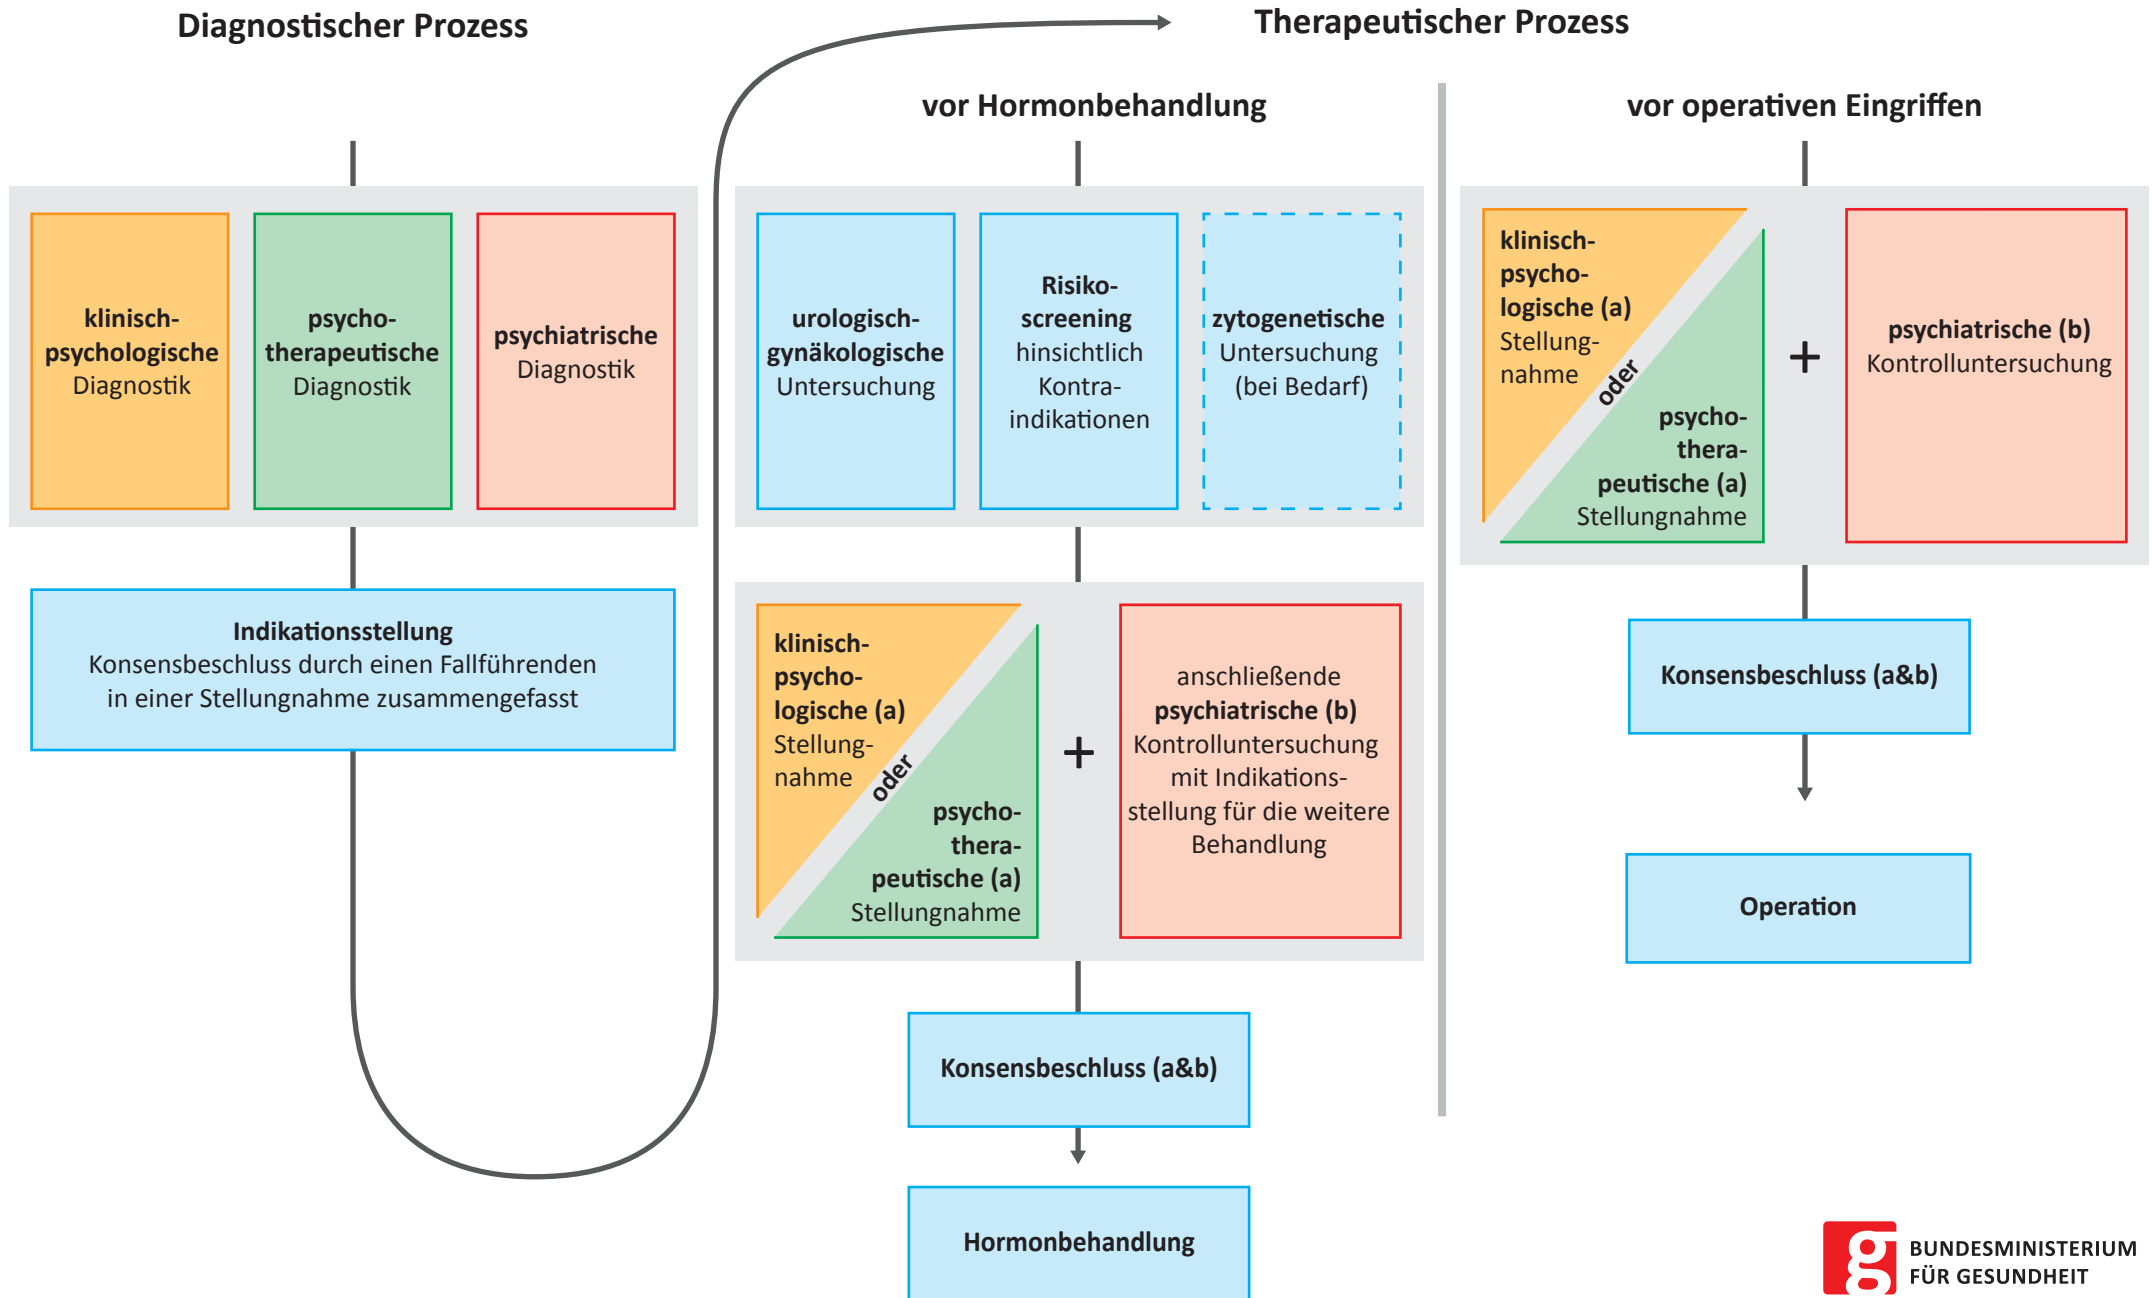 Diagnostischer Prozess
Therapeutischer Prozess
vor Hormonbehandlung
vor operativen Eingriffen
klinisch-
psychologische
Diagnostik
psycho-
therapeutische
Diagnostik
psychiatrische
Diagnostik
Indikationsstellung
Konsensbeschluss durch einen Fallführenden
in einer Stellungnahme zusammengefasst
urologisch-
gynäkologische
Untersuchung
Risiko-
screening
hinsichtlich
Kontra-
indikationen
zytogenetische
Untersuchung
(bei Bedarf)
klinisch-
psycho-
logische (a)
Stellung-
nahme
oder
psycho-
thera-
peutische (a)
Stellungnahme
+
anschließende
psychiatrische (b)
Kontrolluntersuchung
mit Indikations-
stellung für die weitere
Behandlung
Konsensbeschluss (a&b)
Hormonbehandlung
klinisch-
psycho-
logische (a)
Stellung-
nahme
oder
psycho-
thera-
peutische (a)
Stellungnahme
+
psychiatrische (b)
Kontrolluntersuchung
Konsensbeschluss (a&b)
Operation
g
BUNDESMINISTERIUM
FÜR GESUNDHEIT